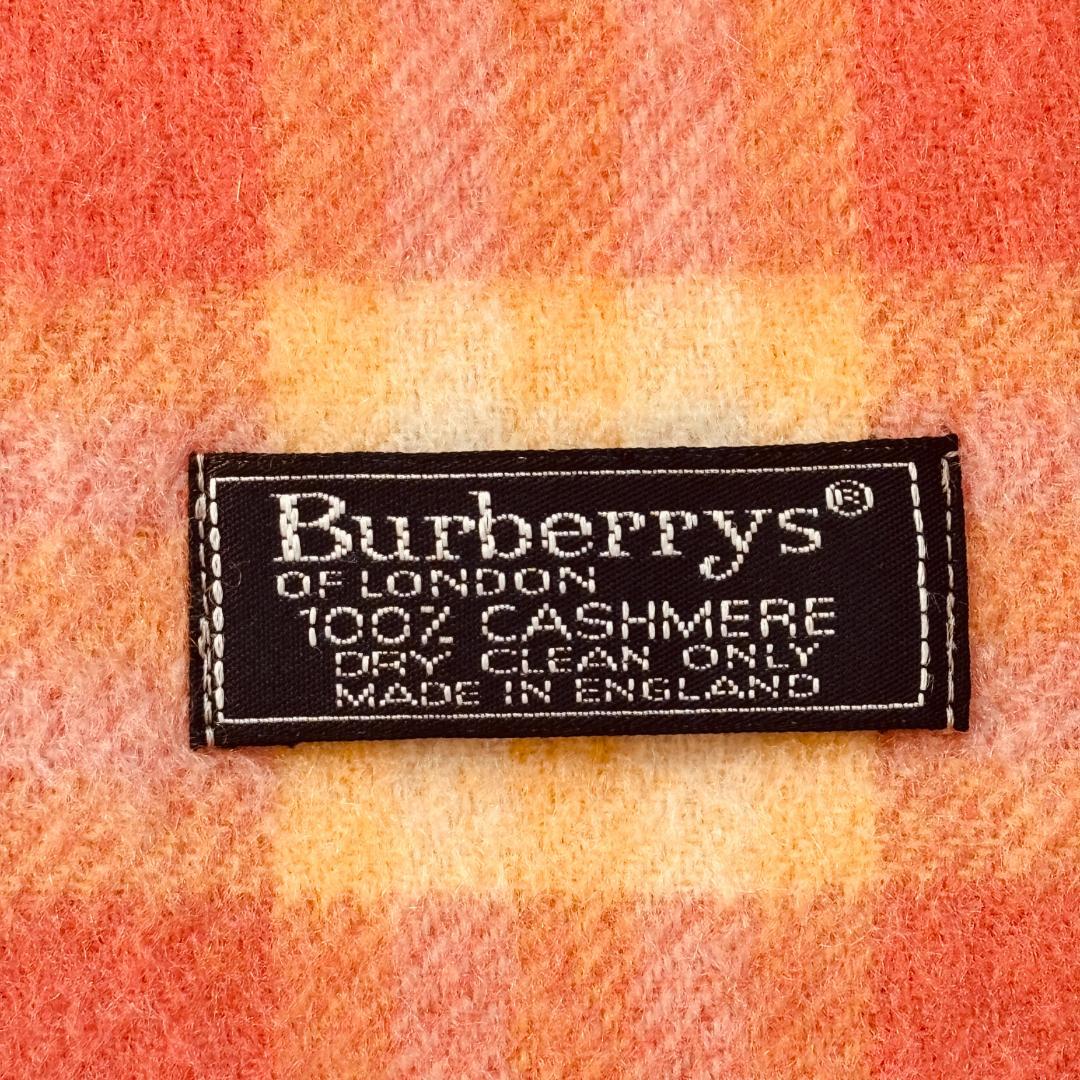 Burberrys®
OF LONDON
100% CASHMERE
DRY CLEAN ONLY
MADE IN ENGLAND